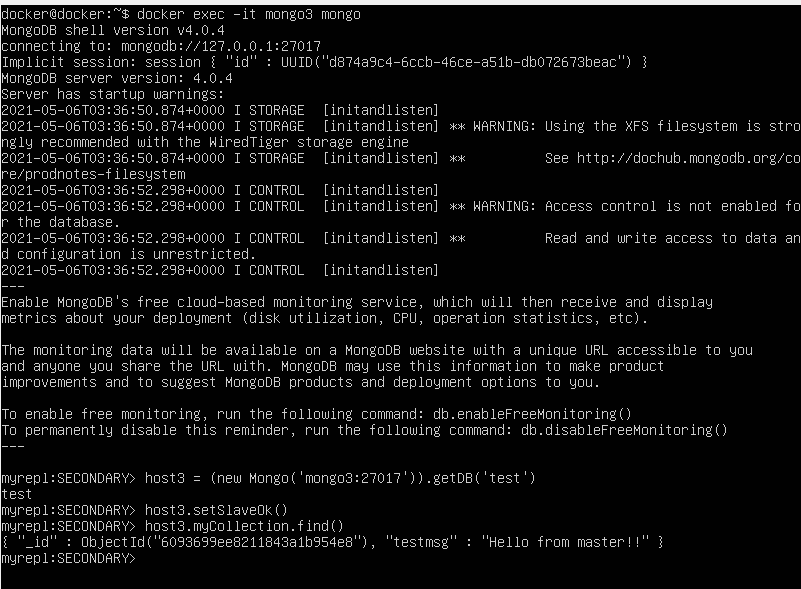 docker@docker:~$ docker exec -it mongo3 mongo
MongoDB shell version v4.0.4
connecting to: mongodb://127.0.0.1:27017
Implicit session: session { "id" : UUID("d874a9c4-6ccb-46ce-a51b-db072673beac") }
MongoDB server version: 4.0.4
Server has startup warnings:
2021-05-06T03:36:50.874+0000 I STORAGE  [initandlisten]
2021-05-06T03:36:50.874+0000 I STORAGE  [initandlisten] ** WARNING: Using the XFS filesystem is stro
ngly recommended with the WiredTiger storage engine
2021-05-06T03:36:50.874+0000 I STORAGE  [initandlisten] **          See http://dochub.mongodb.org/co
re/prodnotes-filesystem
2021-05-06T03:36:52.298+0000 I CONTROL  [initandlisten]
2021-05-06T03:36:52.298+0000 I CONTROL  [initandlisten] ** WARNING: Access control is not enabled fo
r the database.
2021-05-06T03:36:52.298+0000 I CONTROL  [initandlisten] **          Read and write access to data an
d configuration is unrestricted.
2021-05-06T03:36:52.298+0000 I CONTROL  [initandlisten]
---
Enable MongoDB's free cloud-based monitoring service, which will then receive and display
metrics about your deployment (disk utilization, CPU, operation statistics, etc).

The monitoring data will be available on a MongoDB website with a unique URL accessible to you
and anyone you share the URL with. MongoDB may use this information to make product
improvements and to suggest MongoDB products and deployment options to you.

To enable free monitoring, run the following command: db.enableFreeMonitoring()
To permanently disable this reminder, run the following command: db.disableFreeMonitoring()
---

myrepl:SECONDARY> host3 = (new Mongo('mongo3:27017')).getDB('test')
test
myrepl:SECONDARY> host3.setSlaveOk()
myrepl:SECONDARY> host3.myCollection.find()
{ "_id" : ObjectId("6093699ee8211843a1b954e8"), "testmsg" : "Hello from master!!" }
myrepl:SECONDARY>